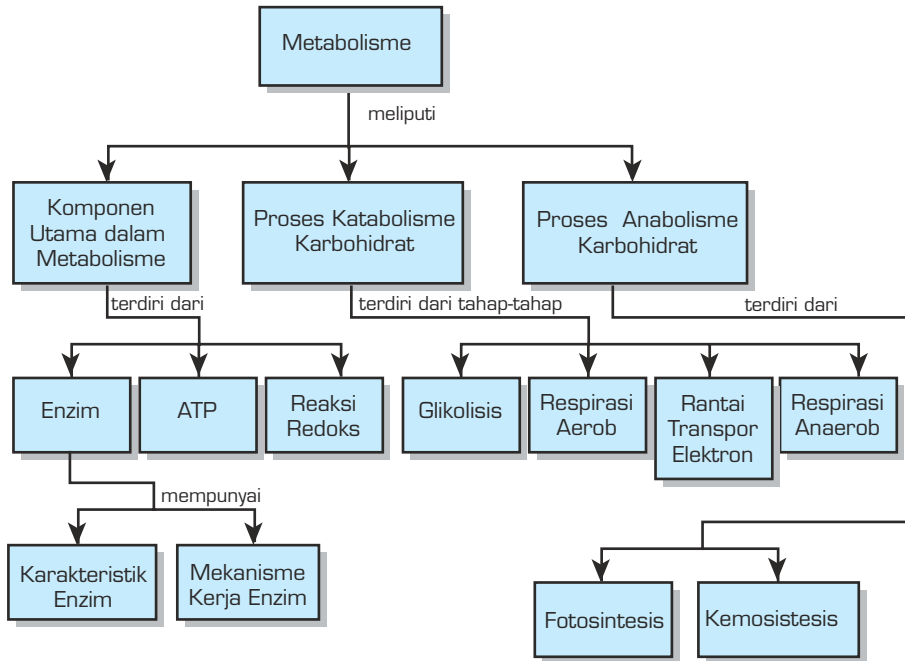 Metabolisme
meliputi
Komponen
Utama dalam
Metabolisme
Proses Katabolisme
Karbohidrat
Proses Anabolisme
Karbohidrat
terdiri dari
terdiri dari tahap-tahap
terdiri dari
Enzim
ATP
Reaksi
Redoks
Glikolisis
Respirasi
Aerob
Rantai
Transpor
Elektron
Respirasi
Anaerob
mempunyai
Karakteristik
Enzim
Mekanisme
Kerja Enzim
Fotosintesis
Kemosistesis